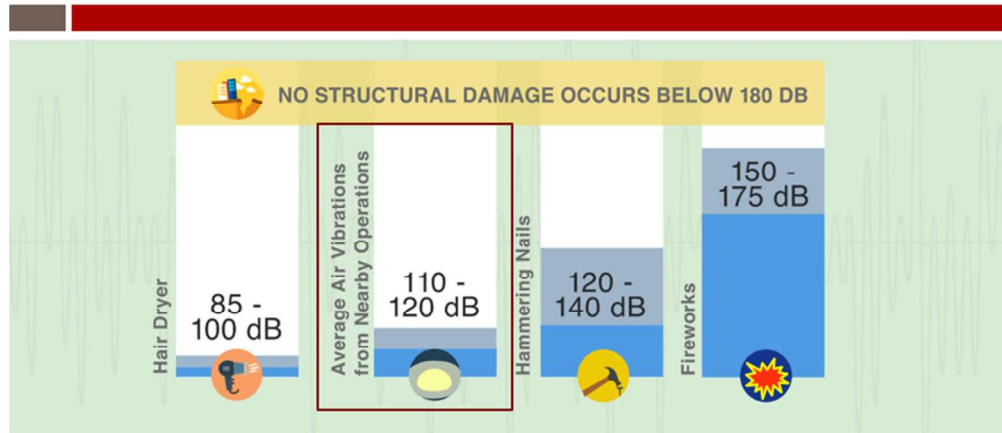 NO STRUCTURAL DAMAGE OCCURS BELOW 180 DB
Hair Dryer
85 -
100 dB
Average Air Vibrations
from Nearby Operations
110 -
120 dB
Hammering Nails
120 -
140 dB
Fireworks
150 -
175 dB